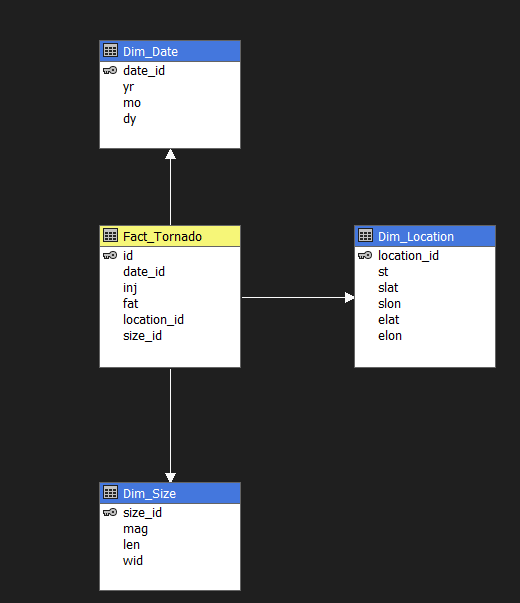 Dim_Date
date_id
yr
mo
dy
Fact_Tornado
id
date_id
inj
fat
location_id
size_id
Dim_Location
location_id
st
slat
slon
elat
elon
Dim_Size
size_id
mag
len
wid